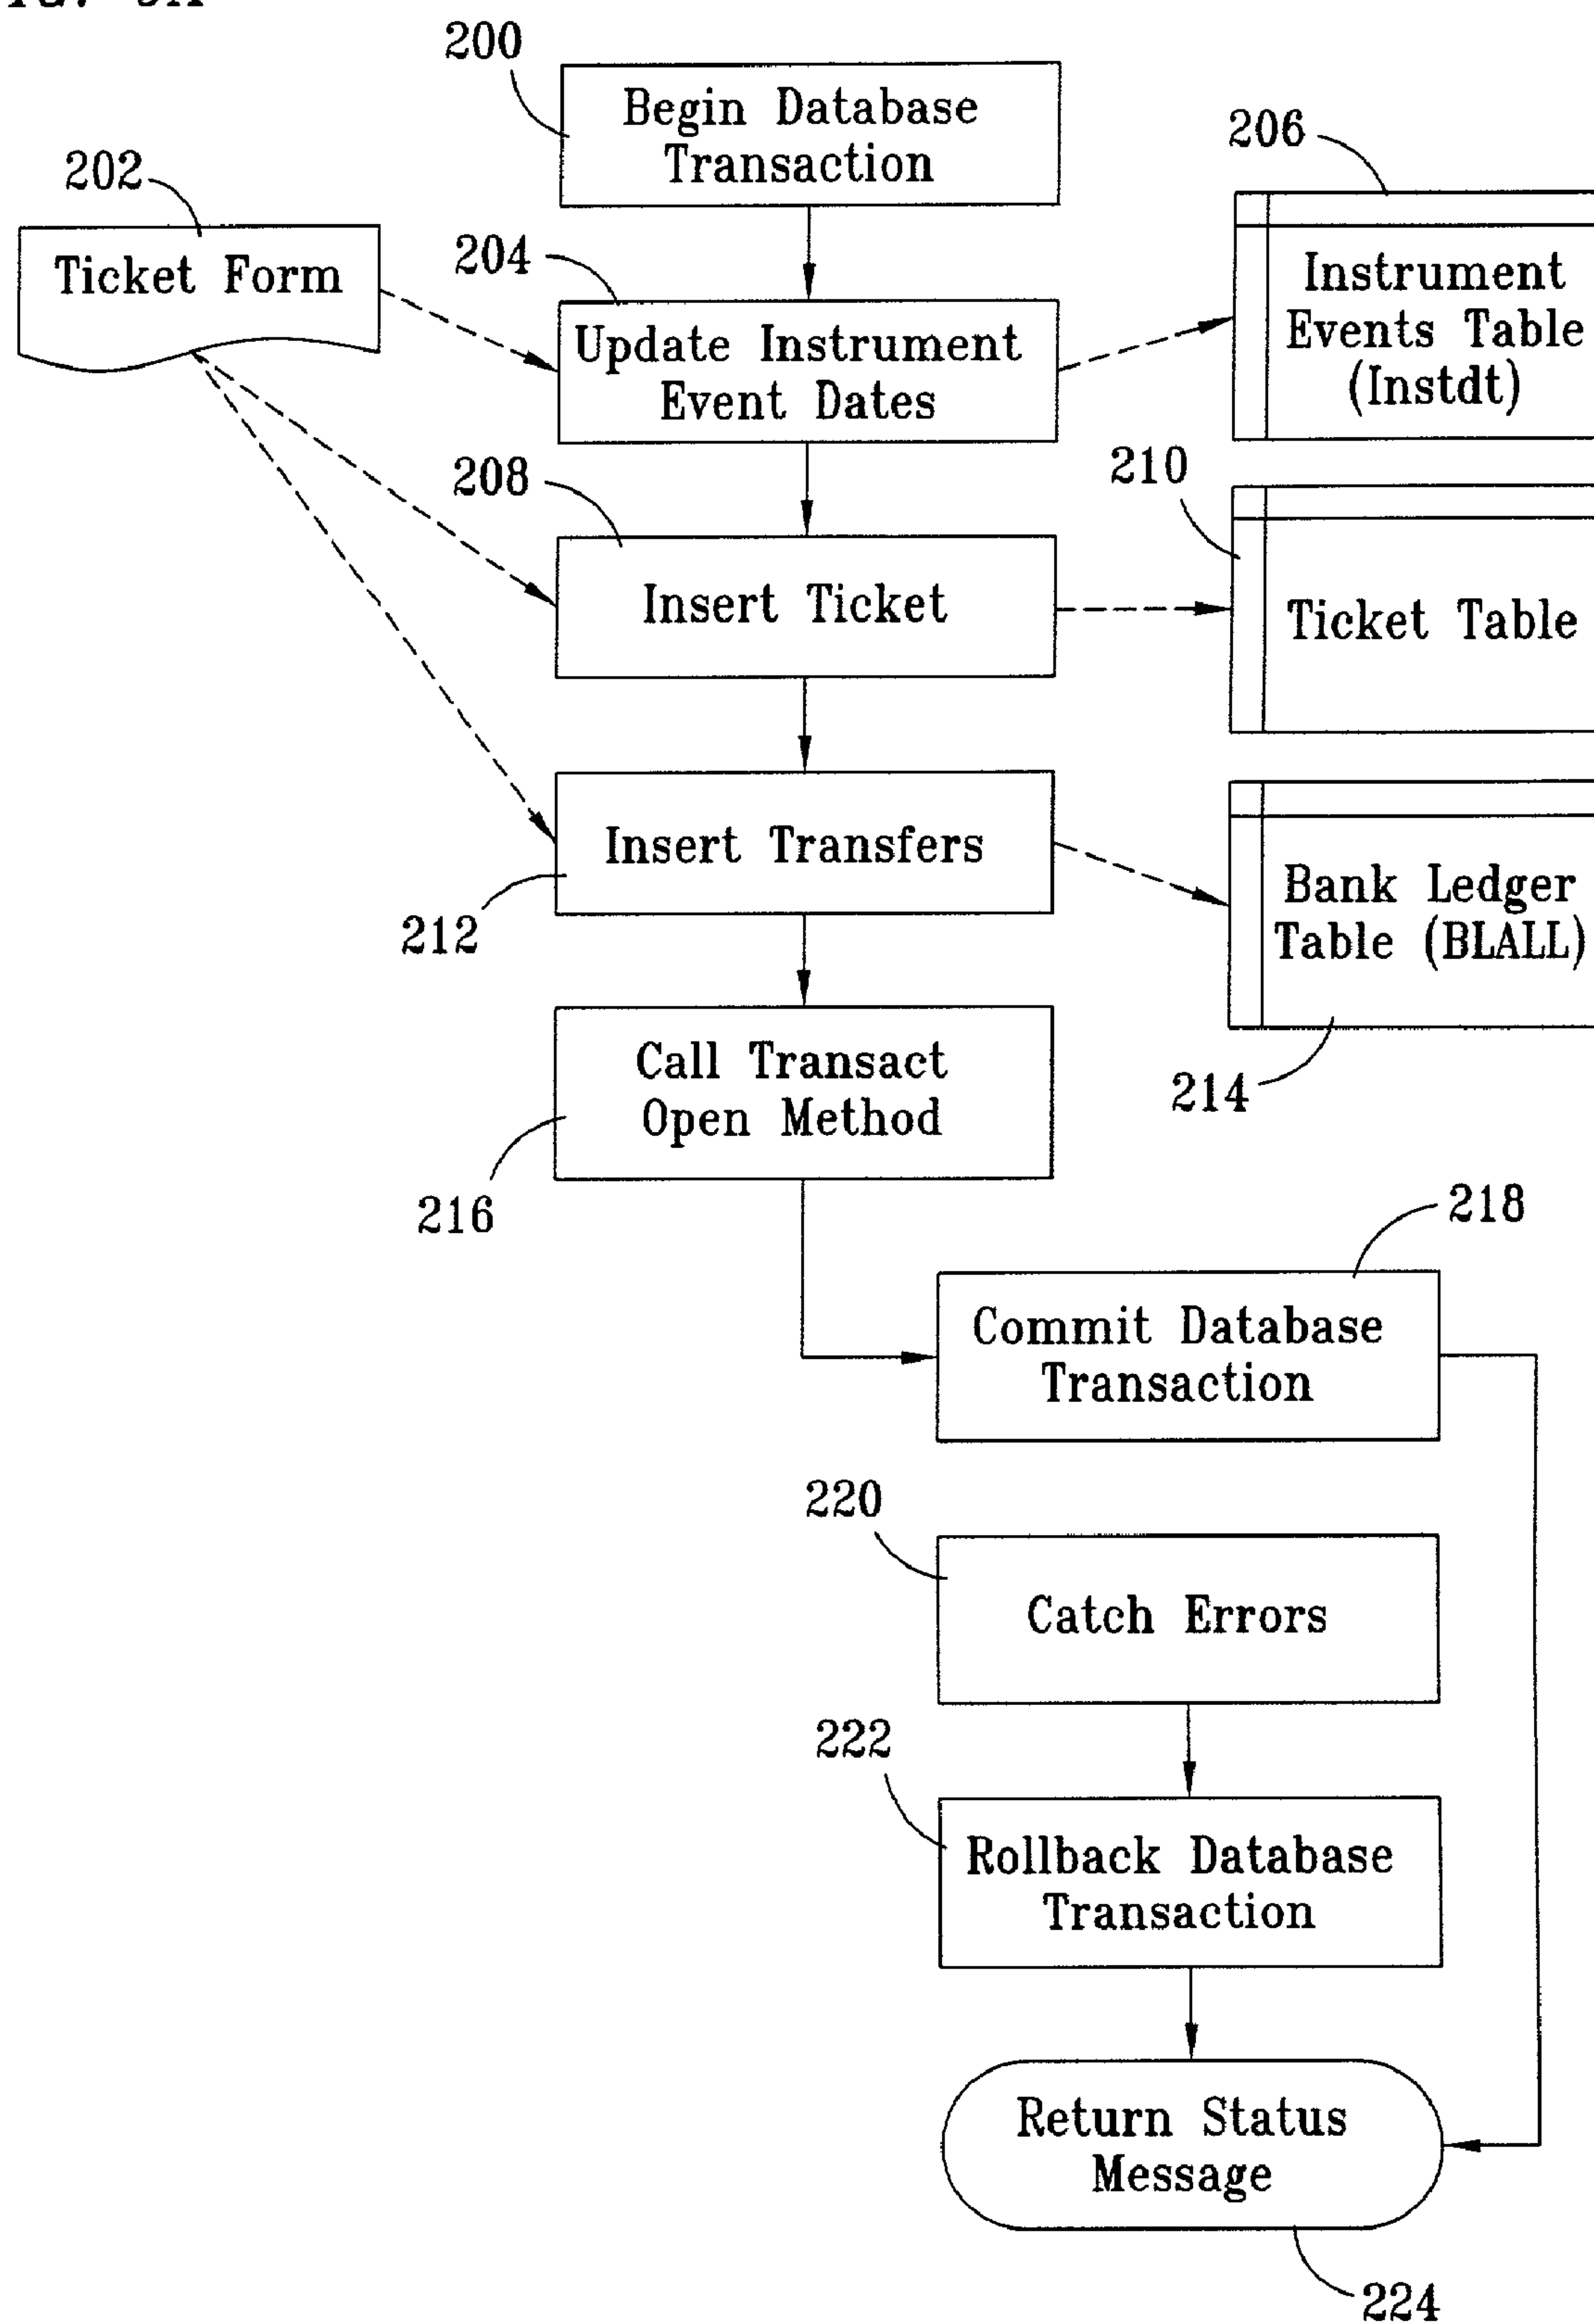 200
Begin Database
Transaction
206
202
Ticket Form
204
Update Instrument
Event Dates
Instrument
Events Table
(Instdt)
208
210
Insert Ticket
Ticket Table
Insert Transfers
212
Bank Ledger
Table (BLALL)
214
Call Transact
Open Method
216
218
Commit Database
Transaction
220
Catch Errors
222
Rollback Database
Transaction
Return Status
Message
224